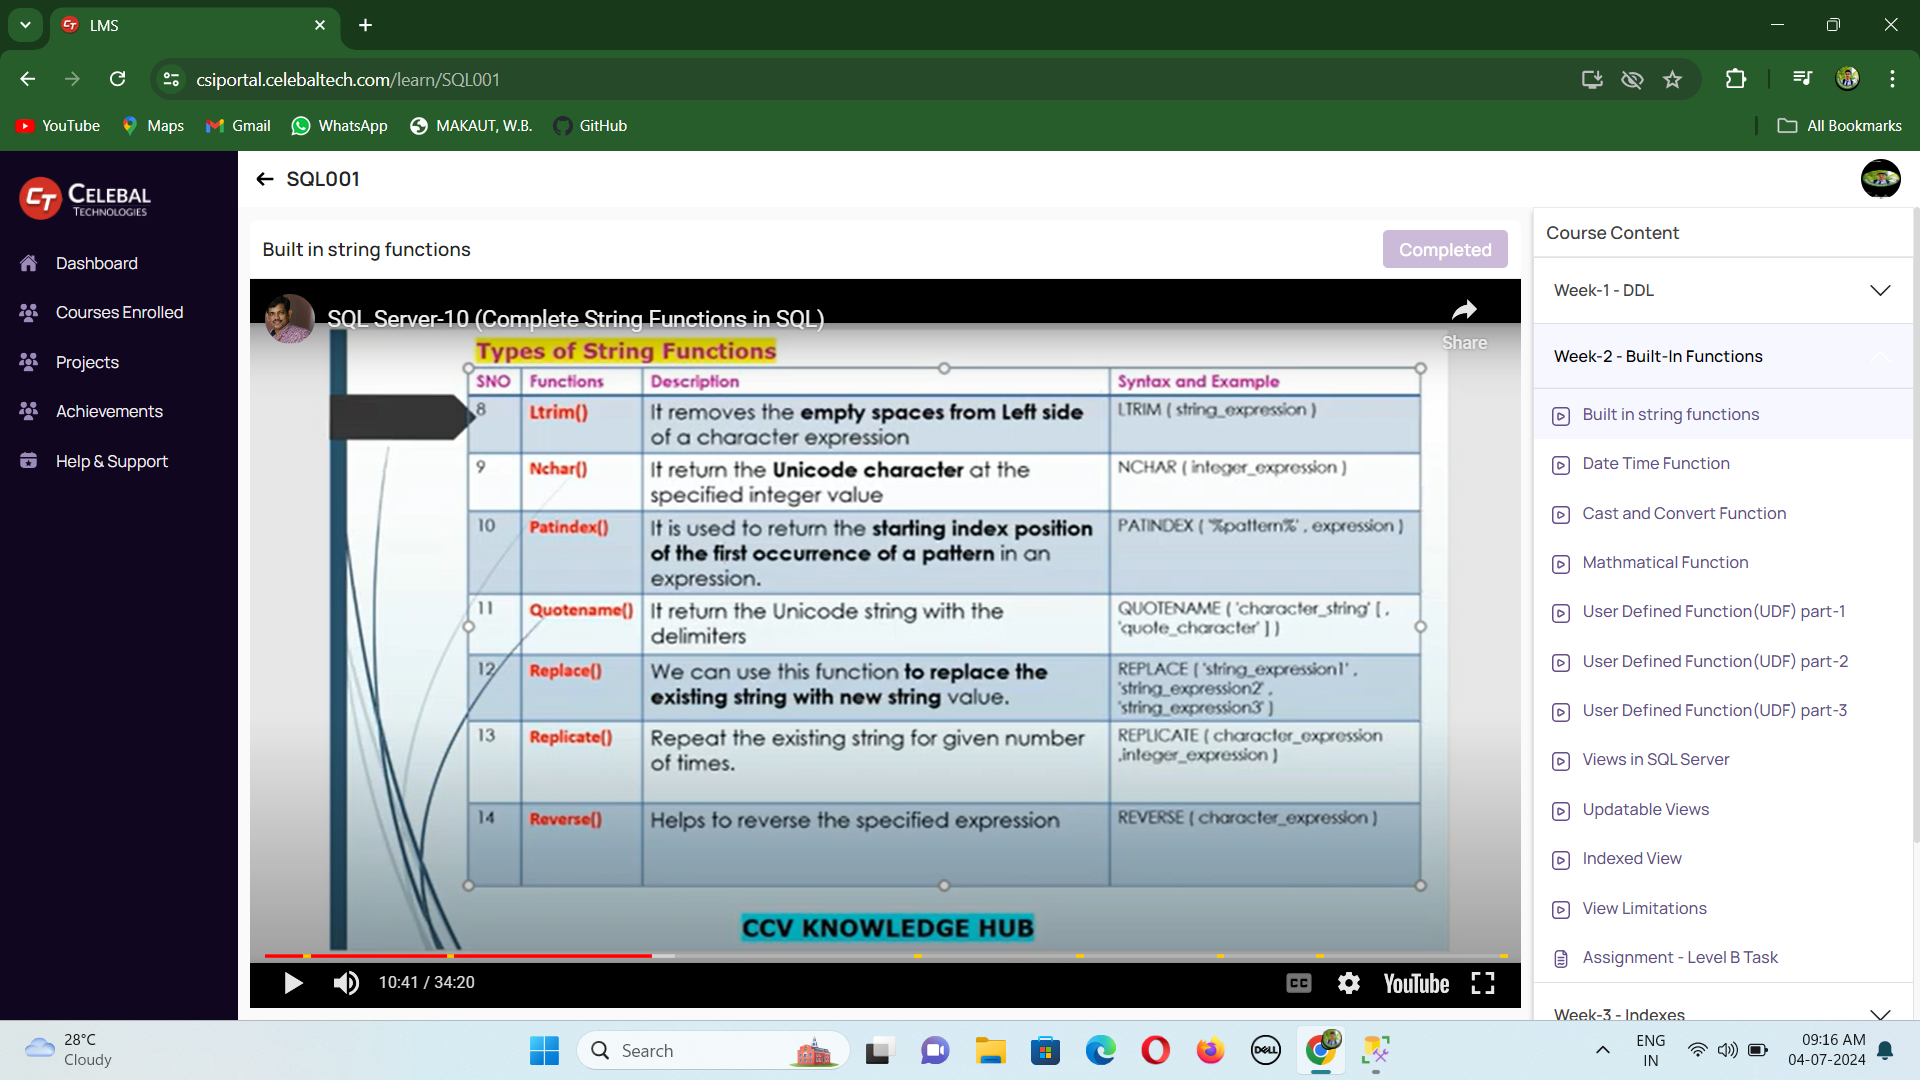 LMS
csiportal.celebaltech.com/learn/SQL001
YouTube
Maps
Gmail
WhatsApp
MAKAUT, W.B.
GitHub
All Bookmarks
CT CELEBAL
TECHNOLOGIES
Dashboard
Courses Enrolled
Projects
Achievements
Help & Support
SQL001
Built in string functions
Completed
SQL Server-10 (Complete String Functions in SQL)
Share
Types of String Functions
SNO Functions Description Syntax and Example
8 Ltrim() It removes the empty spaces from Left side
of a character expression
LTRIM ( string_expression )
9 Nchar() It return the Unicode character at the
specified integer value
NCHAR ( integer_expression )
10 Patindex() It is used to return the starting index position
of the first occurrence of a pattern in an
expression.
PATINDEX ( '%pattern%' , expression )
11 Quotename() It return the Unicode string with the
delimiters
QUOTENAME ( 'character_string' [ ,
'quote_character' ] )
12 Replace() We can use this function to replace the
existing string with new string value.
REPLACE ( 'string_expression1' ,
'string_expression2' ,
'string_expression3' )
13 Replicate() Repeat the existing string for given number
of times.
REPLICATE ( character_expression
,integer_expression )
14 Reverse() Helps to reverse the specified expression
REVERSE ( character_expression )
CCV KNOWLEDGE HUB
10:41 / 34:20
CC
YouTube
Course Content
Week-1 - DDL
Week-2 - Built-In Functions
Built in string functions
Date Time Function
Cast and Convert Function
Mathmatical Function
User Defined Function(UDF) part-1
User Defined Function(UDF) part-2
User Defined Function(UDF) part-3
Views in SQL Server
Updatable Views
Indexed View
View Limitations
Assignment - Level B Task
Week-3 - Indexes
28°C
Cloudy
Search
DELL
ENG
IN
09:16 AM
04-07-2024